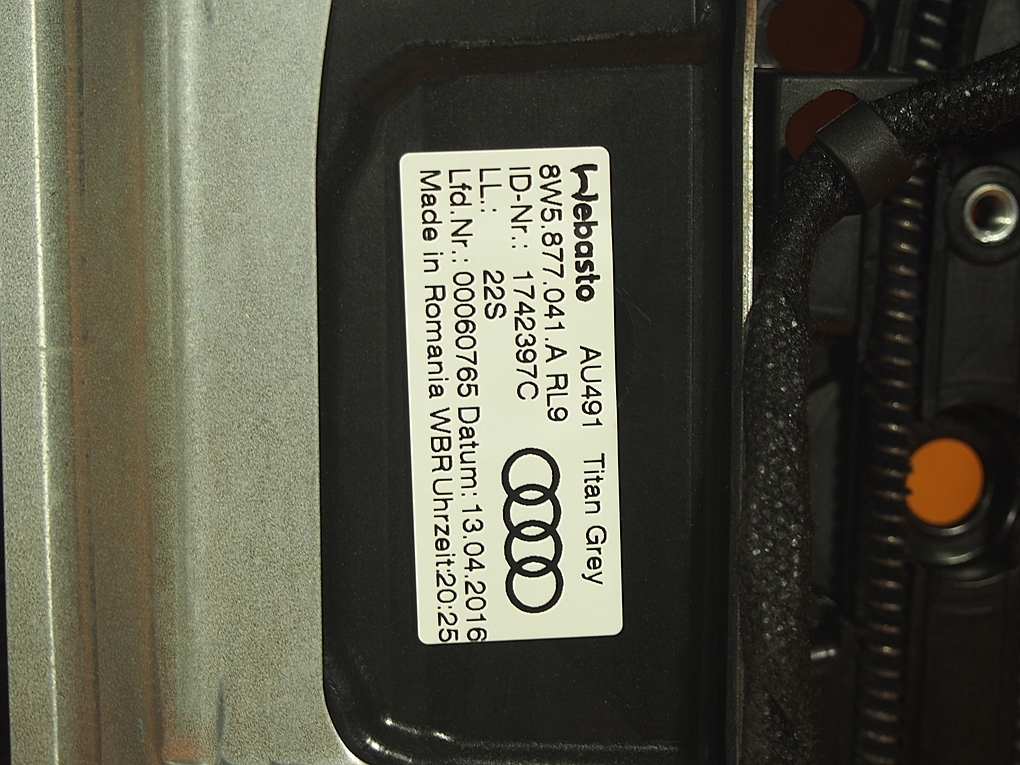 Webasto AU491 Titan Grey
8W5.877.041.A RL9
ID-Nr.: 1742397C
LL.: 22S
Lfd.Nr.: 00060765 Datum: 13.04.2016
Made in Romania WBR Uhrzeit:20:25